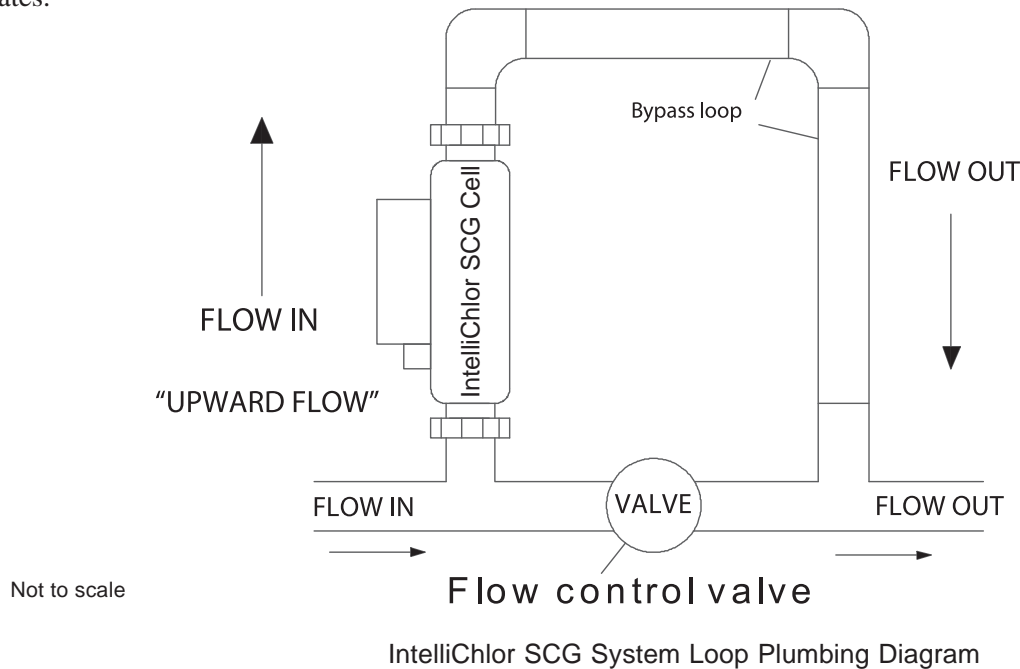 Bypass loop
FLOW OUT
IntelliChlor SCG Cell
FLOW IN
“UPWARD FLOW”
FLOW IN
VALVE
FLOW OUT
Not to scale
Flow control valve
IntelliChlor SCG System Loop Plumbing Diagram